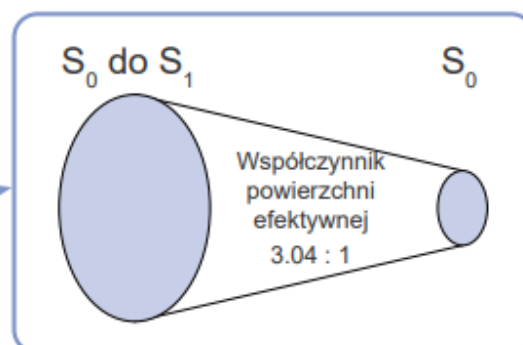 S₀ do S₁
S₀
Współczynnik
powierzchni
efektywnej
3.04 : 1